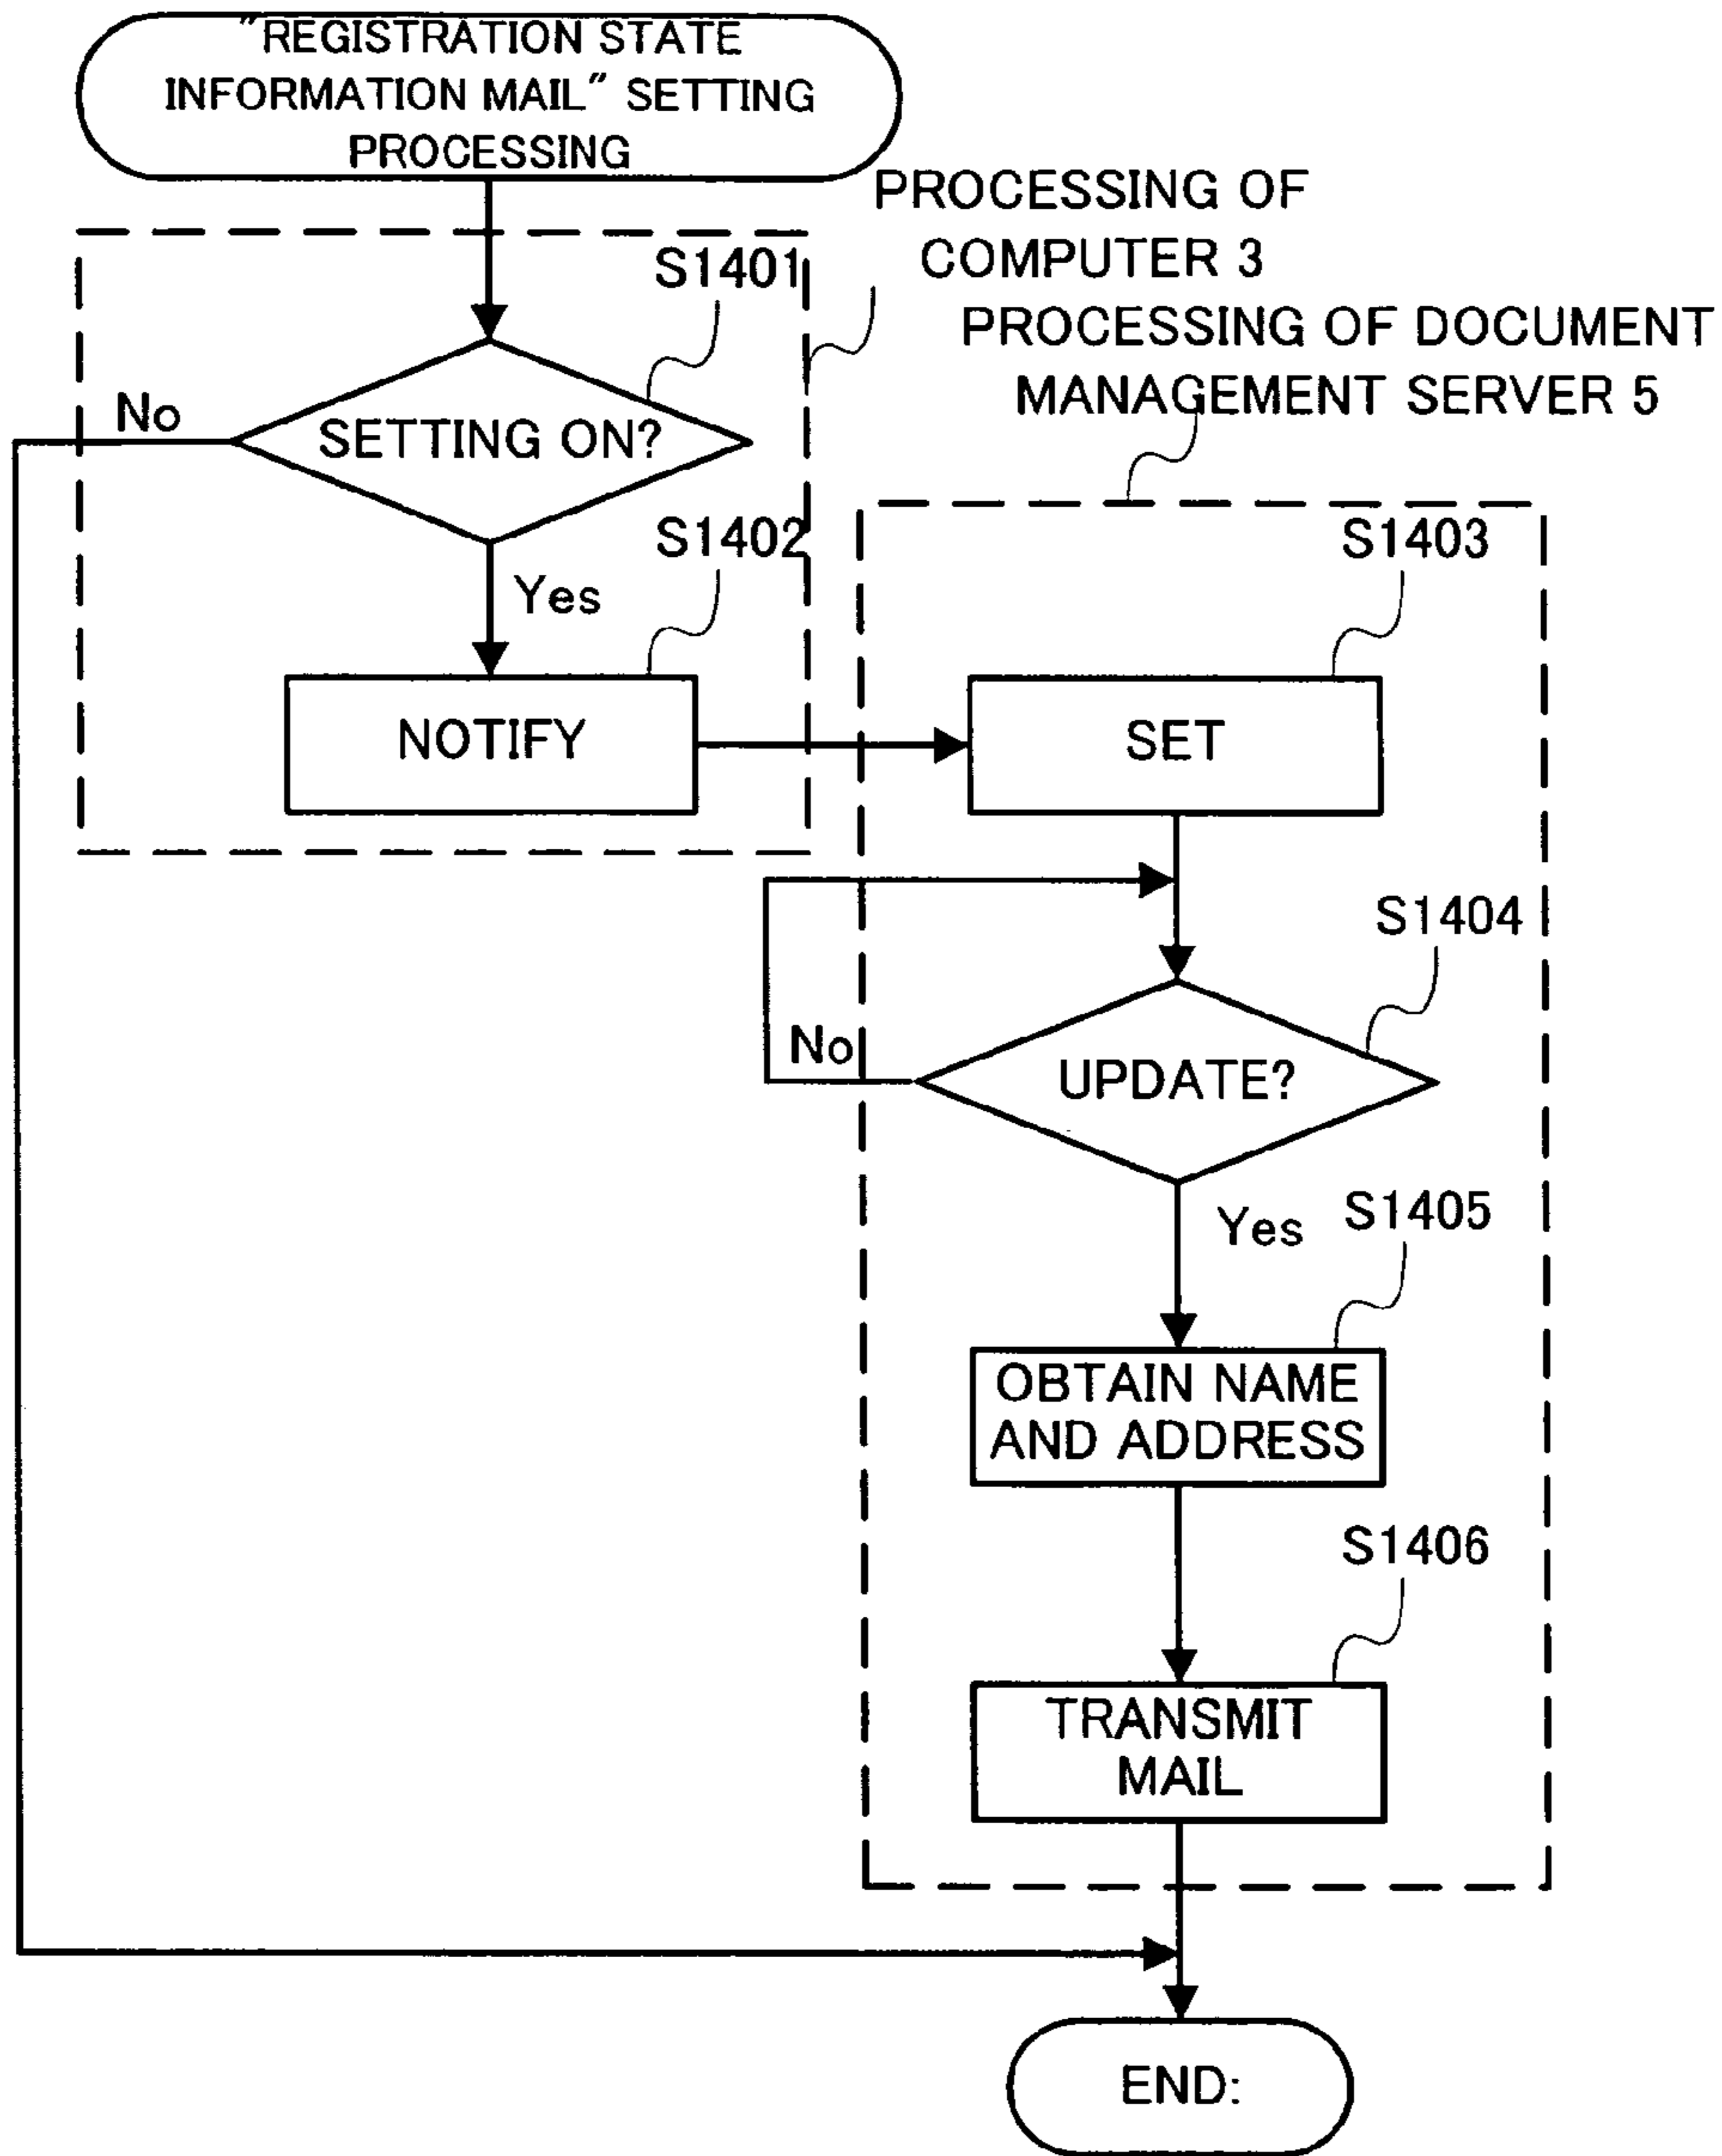 "REGISTRATION STATE
INFORMATION MAIL" SETTING
PROCESSING
PROCESSING OF
COMPUTER 3
PROCESSING OF DOCUMENT
MANAGEMENT SERVER 5
S1401
No
SETTING ON?
S1402
Yes
NOTIFY
S1403
SET
S1404
No
UPDATE?
Yes
S1405
OBTAIN NAME
AND ADDRESS
S1406
TRANSMIT
MAIL
END: